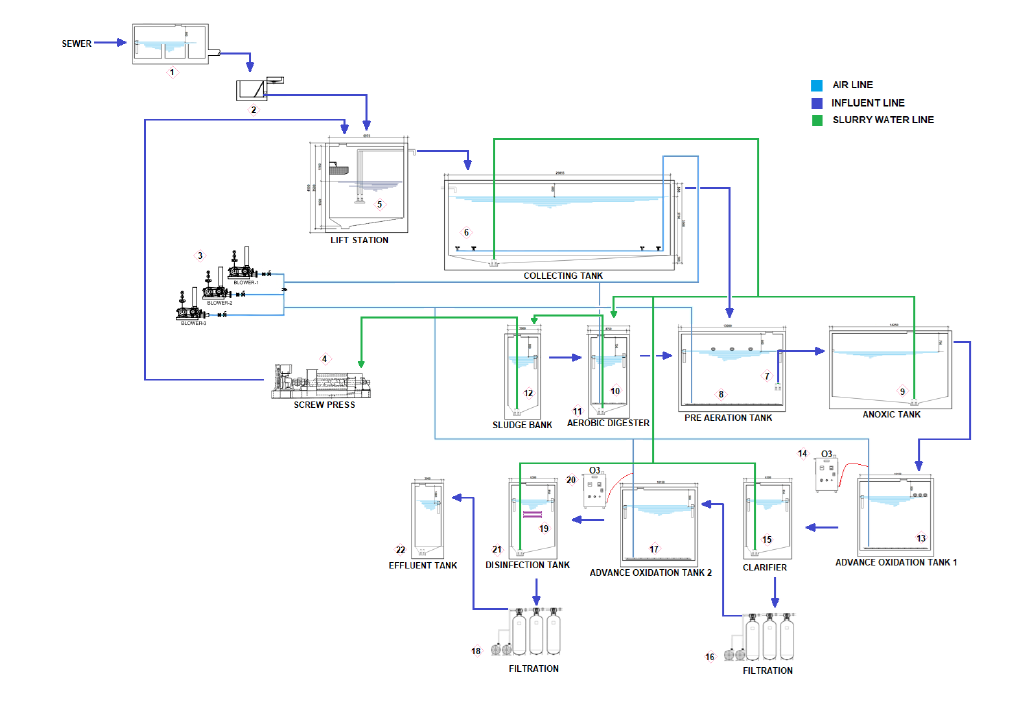 SEWER
1
2
AIR LINE
INFLUENT LINE
SLURRY WATER LINE
5
LIFT STATION
6
COLLECTING TANK
3
BLOWER-1
BLOWER-2
BLOWER-3
4
SCREW PRESS
12
SLUDGE BANK
11
10
AEROBIC DIGESTER
7
8
PRE AERATION TANK
9
ANOXIC TANK
14
O3
13
ADVANCE OXIDATION TANK 1
15
CLARIFIER
20
O3
17
ADVANCE OXIDATION TANK 2
19
21
DISINFECTION TANK
22
EFFLUENT TANK
18
FILTRATION
16
FILTRATION